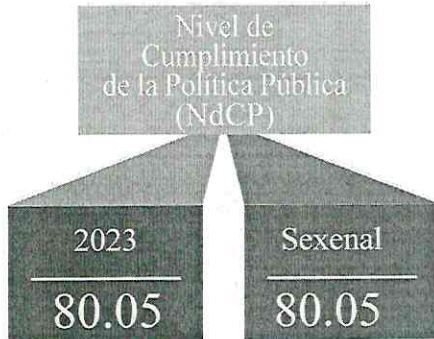 Nivel de
Cumplimiento
de la Política Pública
(NdCP)
2023
80.05
Sexenal
80.05